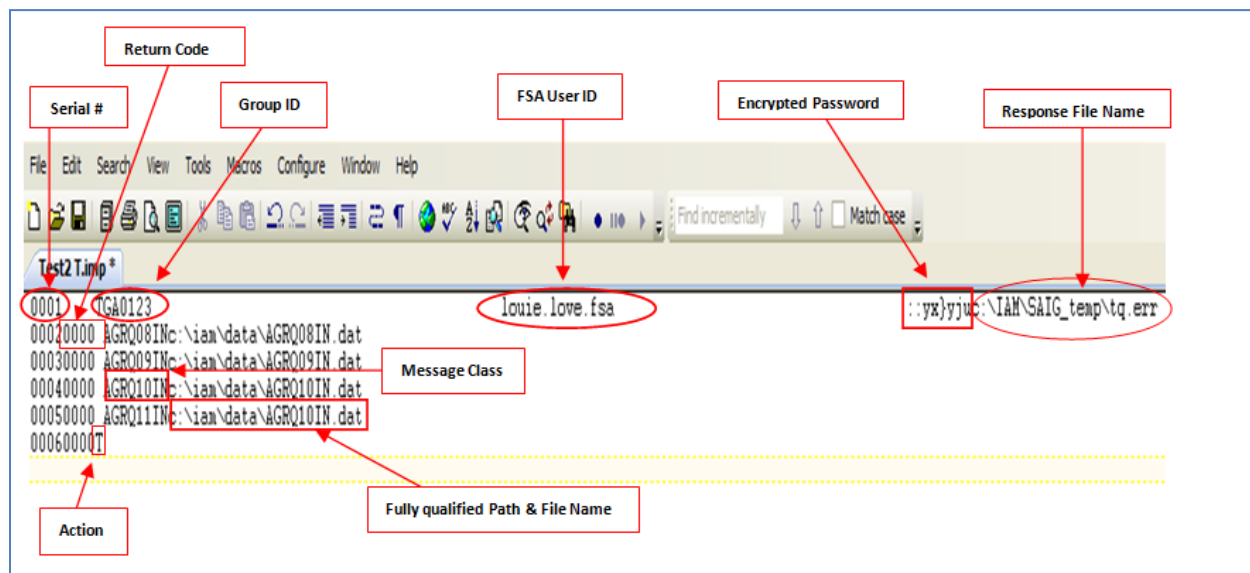 Return Code
Serial #
Group ID
FSA User ID
Encrypted Password
Response File Name
File Edit Search View Tools Macros Configure Window Help
Find incrementally Match case
Test2 T.imp *
0001 TGA0123 louie.love.fsa ::yx}yjuc:\IAM\SAIG_temp\tq.err
00020000 AGRQ08INc:\iam\data\AGRQ08IN.dat
00030000 AGRQ09INc:\iam\data\AGRQ09IN.dat
00040000 AGRQ10INc:\iam\data\AGRQ10IN.dat
00050000 AGRQ11INc:\iam\data\AGRQ10IN.dat
00060000T
Message Class
Fully qualified Path & File Name
Action